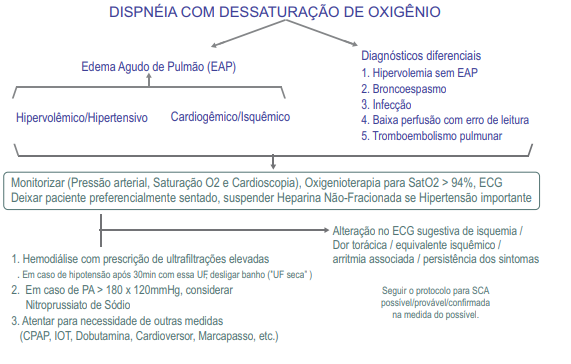 DISPNÉIA COM DESSATURAÇÃO DE OXIGÊNIO
Edema Agudo de Pulmão (EAP)
Hipervolêmico/Hipertensivo
Cardiogêmico/Isquêmico
Diagnósticos diferenciais
1. Hipervolemia sem EAP
2. Broncoespasmo
3. Infecção
4. Baixa perfusão com erro de leitura
5. Tromboembolismo pulmunar
Monitorizar (Pressão arterial, Saturação O2 e Cardioscopia), Oxigenioterapia para SatO2 > 94%, ECG
Deixar paciente preferencialmente sentado, suspender Heparina Não-Fracionada se Hipertensão importante
1. Hemodiálise com prescrição de ultrafiltrações elevadas
. Em caso de hipotensão após 30min com essa UF, desligar banho ("UF seca" )
2. Em caso de PA > 180 x 120mmHg, considerar
Nitroprussiato de Sódio
3. Atentar para necessidade de outras medidas
(CPAP, IOT, Dobutamina, Cardioversor, Marcapasso, etc.)
Alteração no ECG sugestiva de isquemia /
Dor torácica / equivalente isquêmico /
arritmia associada / persistência dos sintomas
Seguir o protocolo para SCA
possível/provável/confirmada
na medida do possível.